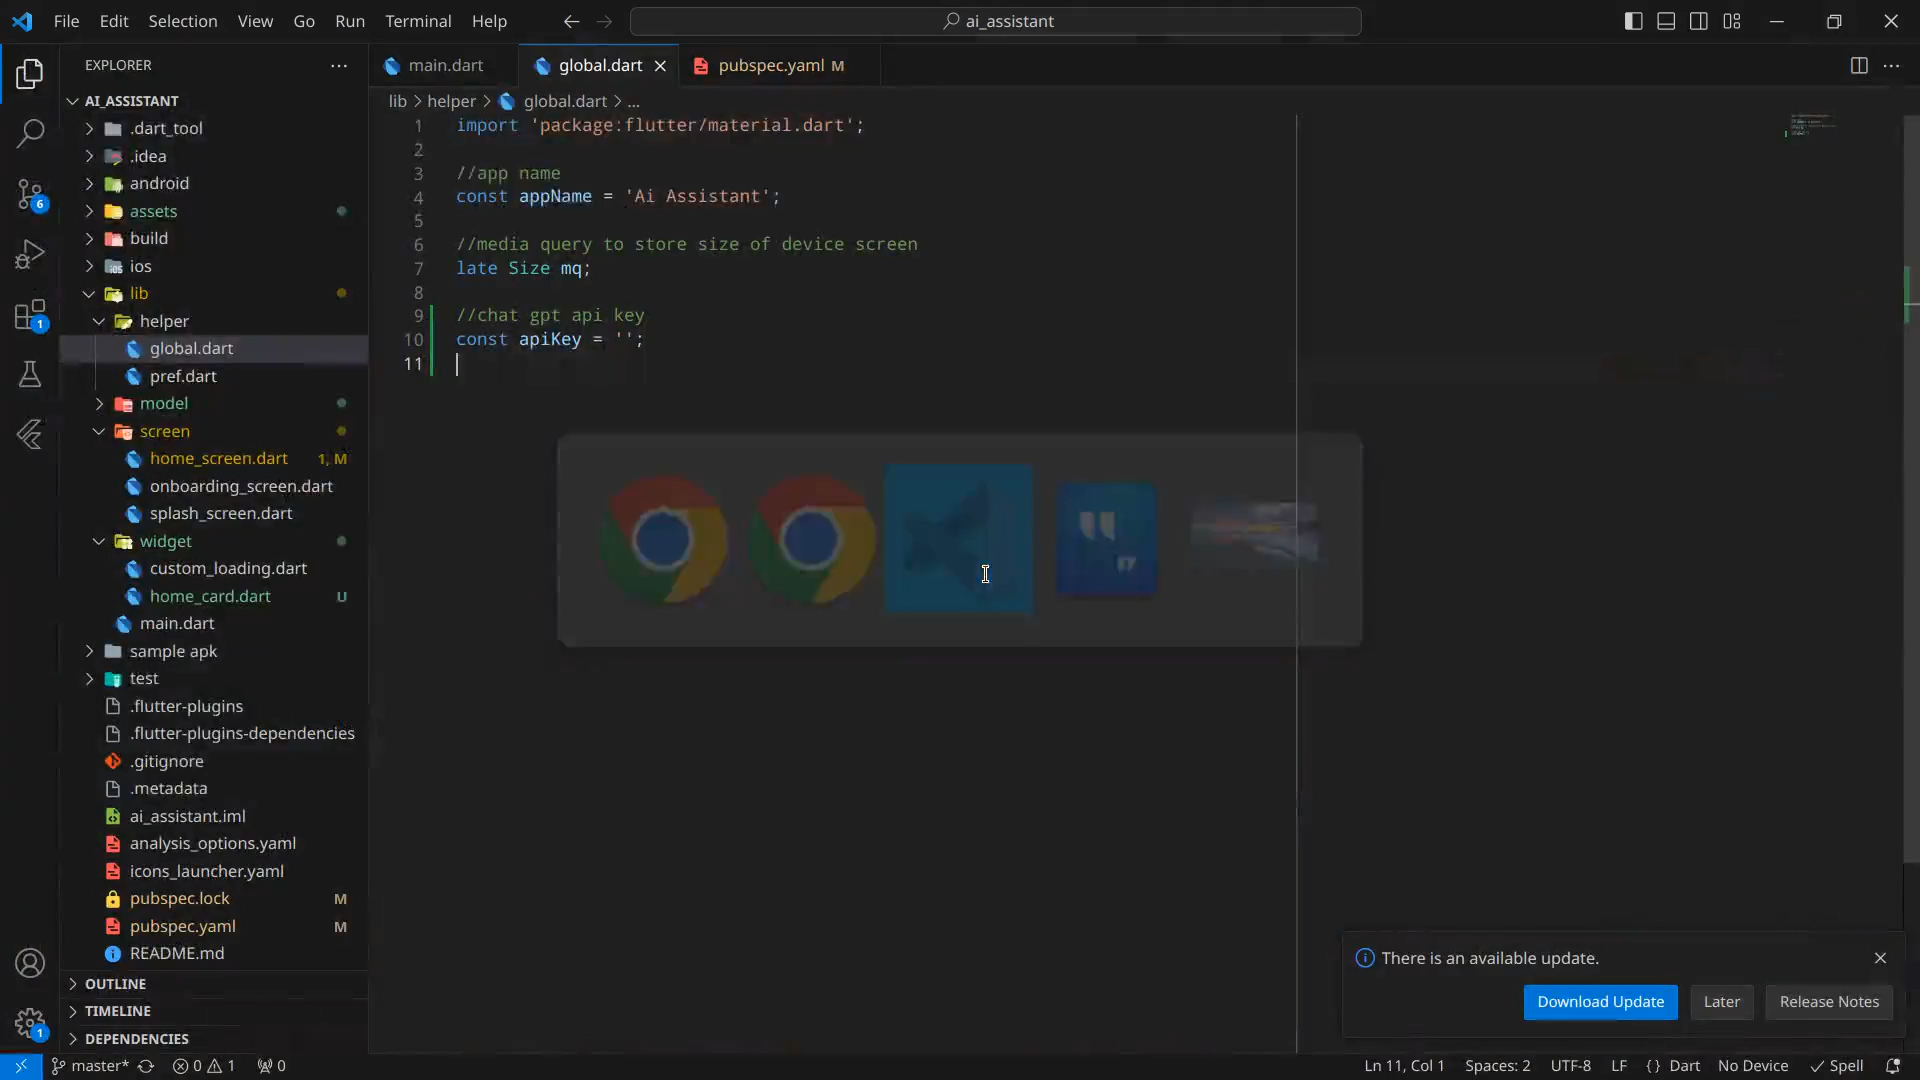 File Edit Selection View Go Run Terminal Help
ai_assistant
EXPLORER
AI_ASSISTANT
.dart_tool
.idea
android
assets
build
ios
lib
helper
global.dart
pref.dart
model
screen
home_screen.dart 1, M
onboarding_screen.dart
splash_screen.dart
widget
custom_loading.dart
home_card.dart U
main.dart
sample apk
test
.flutter-plugins
.flutter-plugins-dependencies
.gitignore
.metadata
ai_assistant.iml
analysis_options.yaml
icons_launcher.yaml
pubspec.lock M
pubspec.yaml M
README.md
OUTLINE
TIMELINE
DEPENDENCIES
6
1
1
main.dart
global.dart
pubspec.yaml M
lib > helper > global.dart > ...
1 import 'package:flutter/material.dart';
2
3 //app name
4 const appName = 'Ai Assistant';
5
6 //media query to store size of device screen
7 late Size mq;
8
9 //chat gpt api key
10 const apiKey = '';
11
There is an available update.
Download Update Later Release Notes
master* 0 1 0
Ln 11, Col 1 Spaces: 2 UTF-8 LF {} Dart No Device Spell